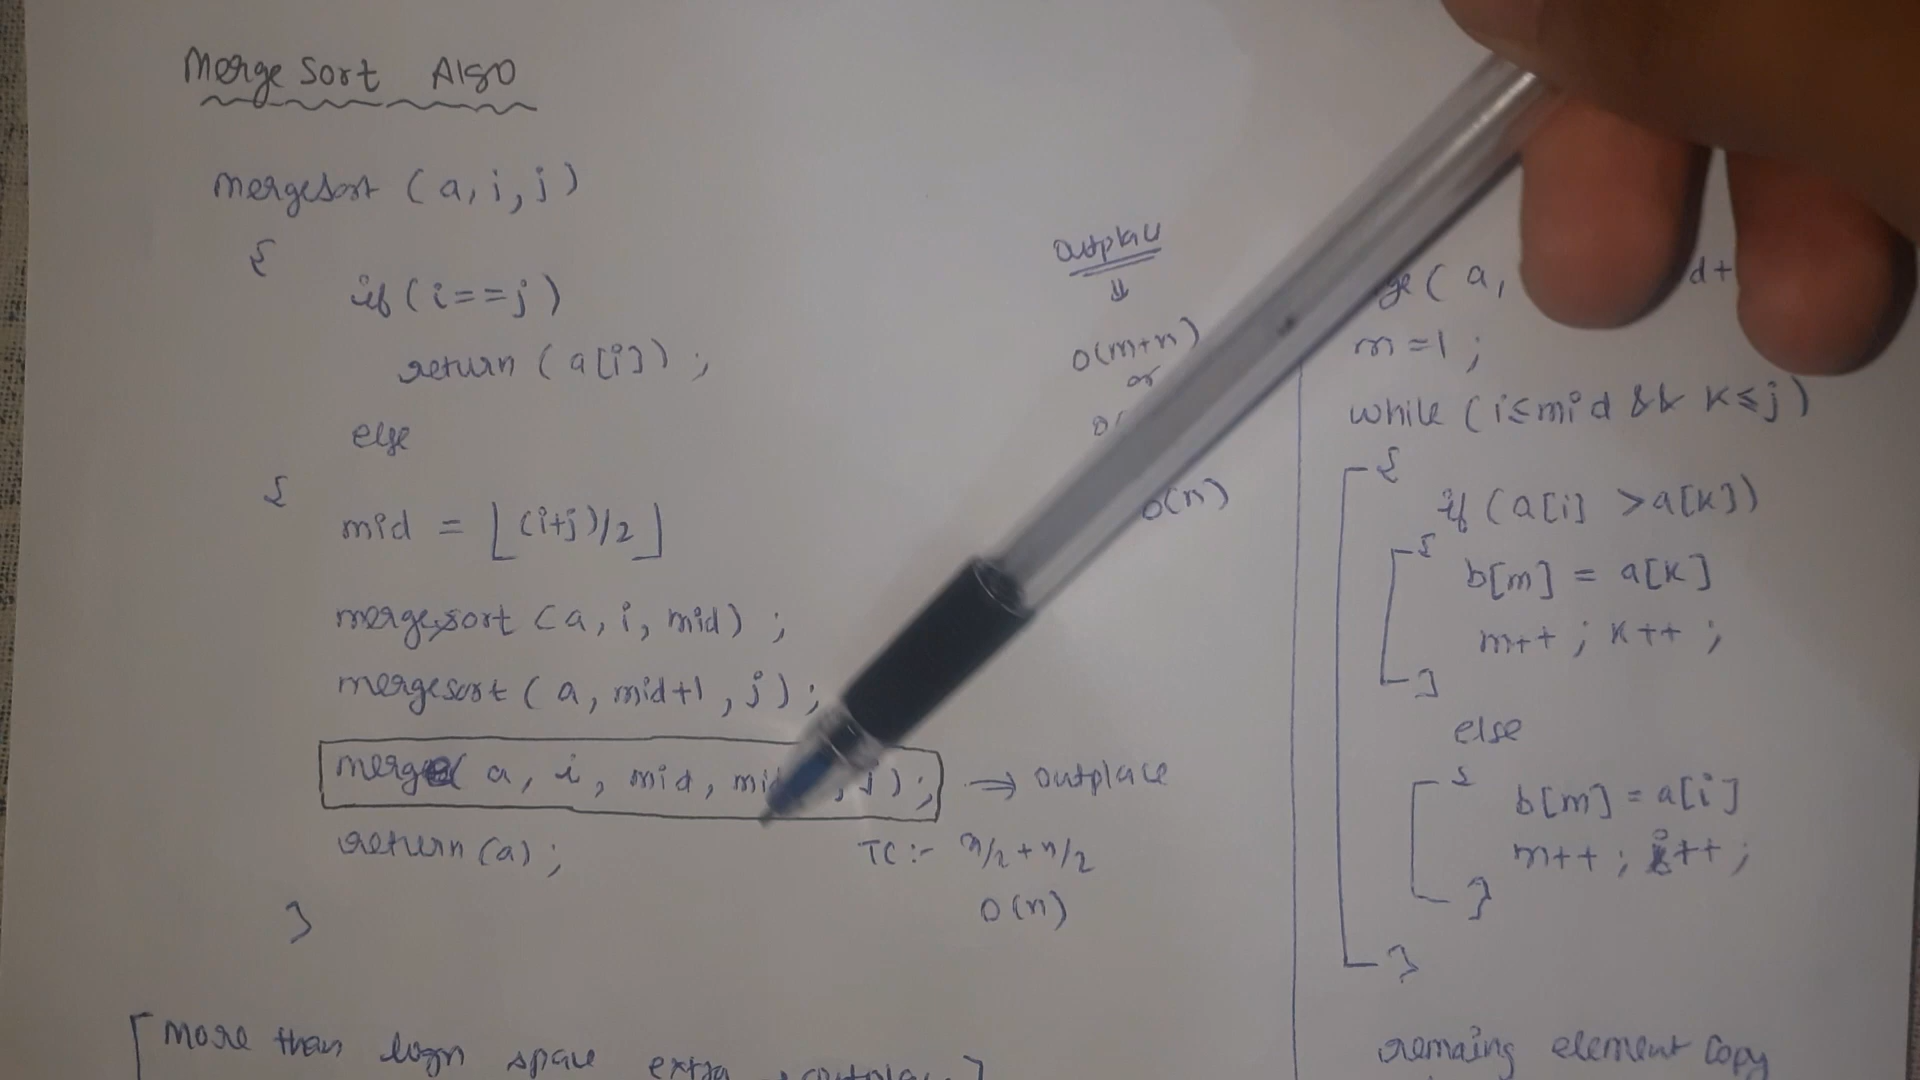 Merge Sort Algo
mergesort (a, i, j)
{
if (i==j)
return (a[i]);
else
{
mid = ⌊(i+j)/2⌋
mergesort (a, i, mid);
mergesort (a, mid+1, j);
merge( a, i, mid, , j);
return (a);
}
→ outplace
TC :- n/2 + n/2
O(n)
[more than logn space extra
outplace
⇓
O(m+n)
or
O(n)
( a,
m = 1 ;
while (i≤mid && k≤j)
{
if (a[i] > a[k])
{ b[m] = a[k]
m++ ; k++ ;
}
else
{ b[m] = a[i]
m++ ; i++ ;
}
}
remaing element copy